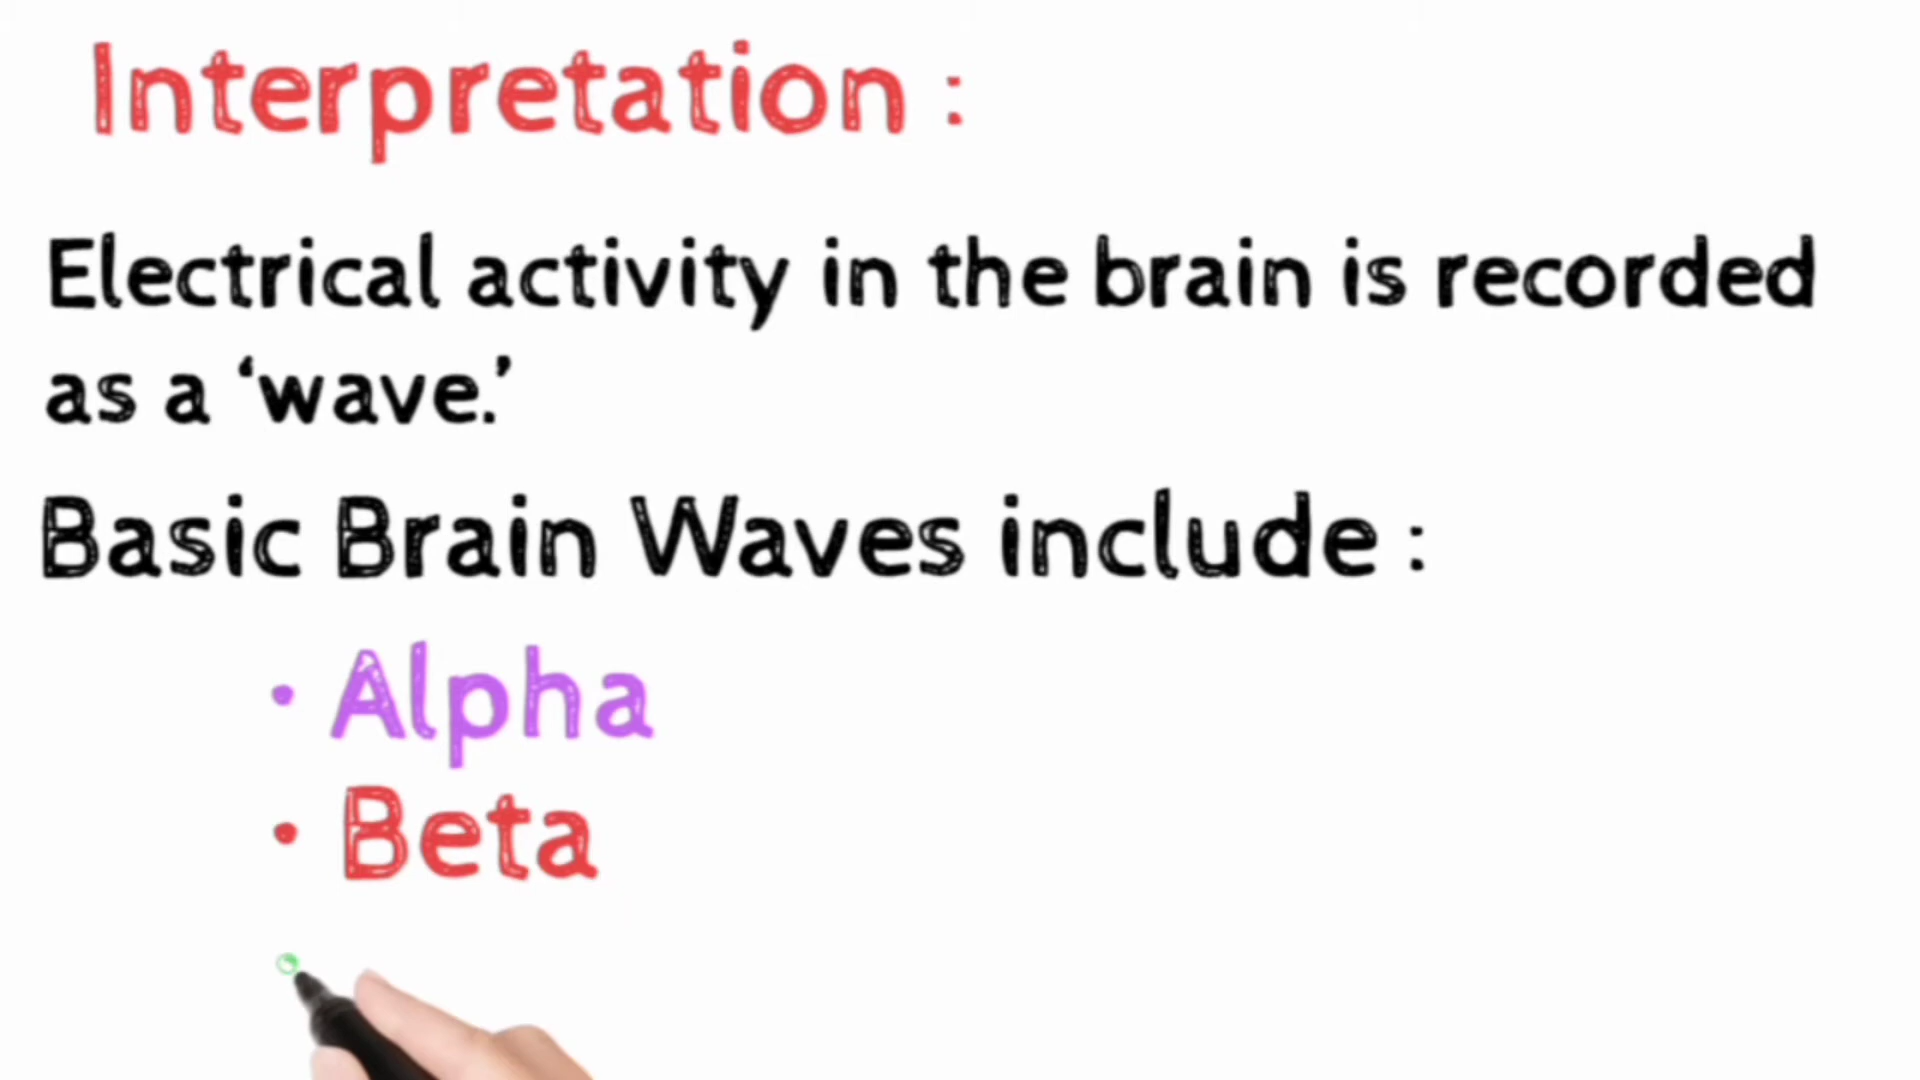 Interpretation :
Electrical activity in the brain is recorded
as a ‘wave.’
Basic Brain Waves include :
• Alpha
• Beta